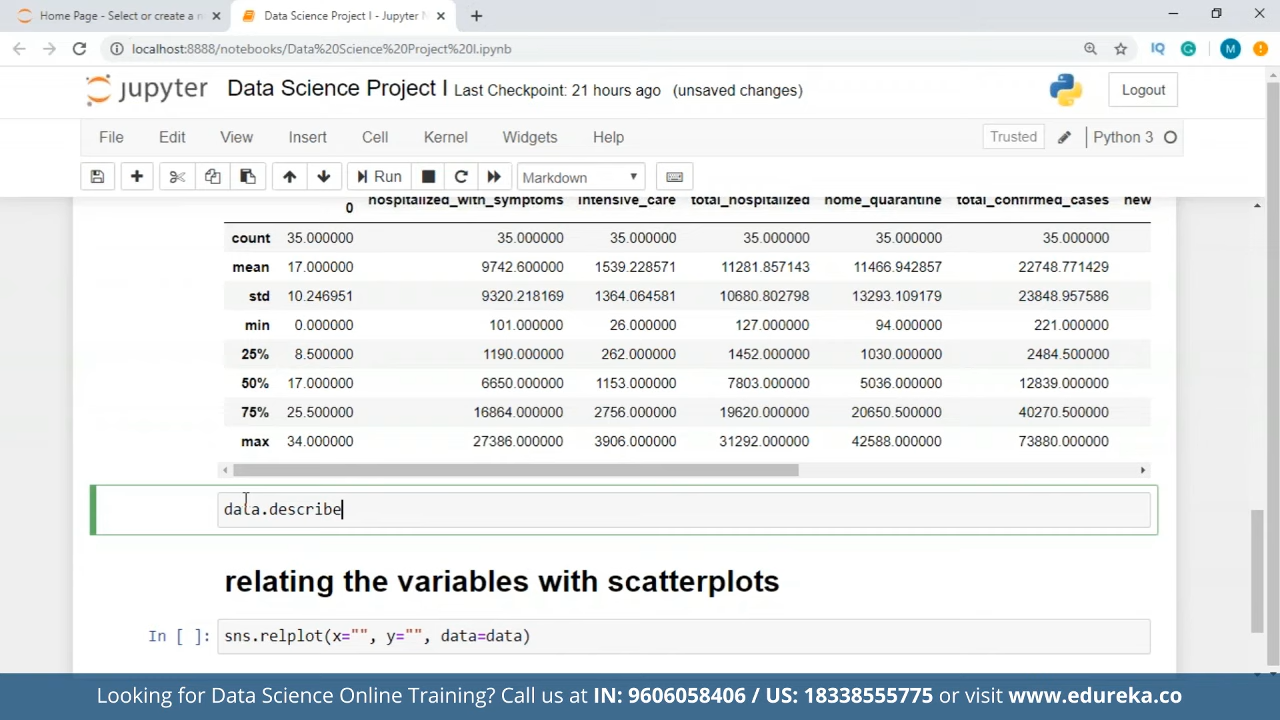 Home Page - Select or create a n
Data Science Project I - Jupyter N
localhost:8888/notebooks/Data%20Science%20Project%20I.ipynb
IQ
M
jupyter Data Science Project I Last Checkpoint: 21 hours ago (unsaved changes)
Logout
File Edit View Insert Cell Kernel Widgets Help
Trusted Python 3
Run Markdown
0 hospitalized_with_symptoms intensive_care total_hospitalized home_quarantine total_confirmed_cases new
count 35.000000 35.000000 35.000000 35.000000 35.000000 35.000000
mean 17.000000 9742.600000 1539.228571 11281.857143 11466.942857 22748.771429
std 10.246951 9320.218169 1364.064581 10680.802798 13293.109179 23848.957586
min 0.000000 101.000000 26.000000 127.000000 94.000000 221.000000
25% 8.500000 1190.000000 262.000000 1452.000000 1030.000000 2484.500000
50% 17.000000 6650.000000 1153.000000 7803.000000 5036.000000 12839.000000
75% 25.500000 16864.000000 2756.000000 19620.000000 20650.500000 40270.500000
max 34.000000 27386.000000 3906.000000 31292.000000 42588.000000 73880.000000
data.describe
relating the variables with scatterplots
In [ ]: sns.relplot(x="", y="", data=data)
Looking for Data Science Online Training? Call us at IN: 9606058406 / US: 18338555775 or visit www.edureka.co